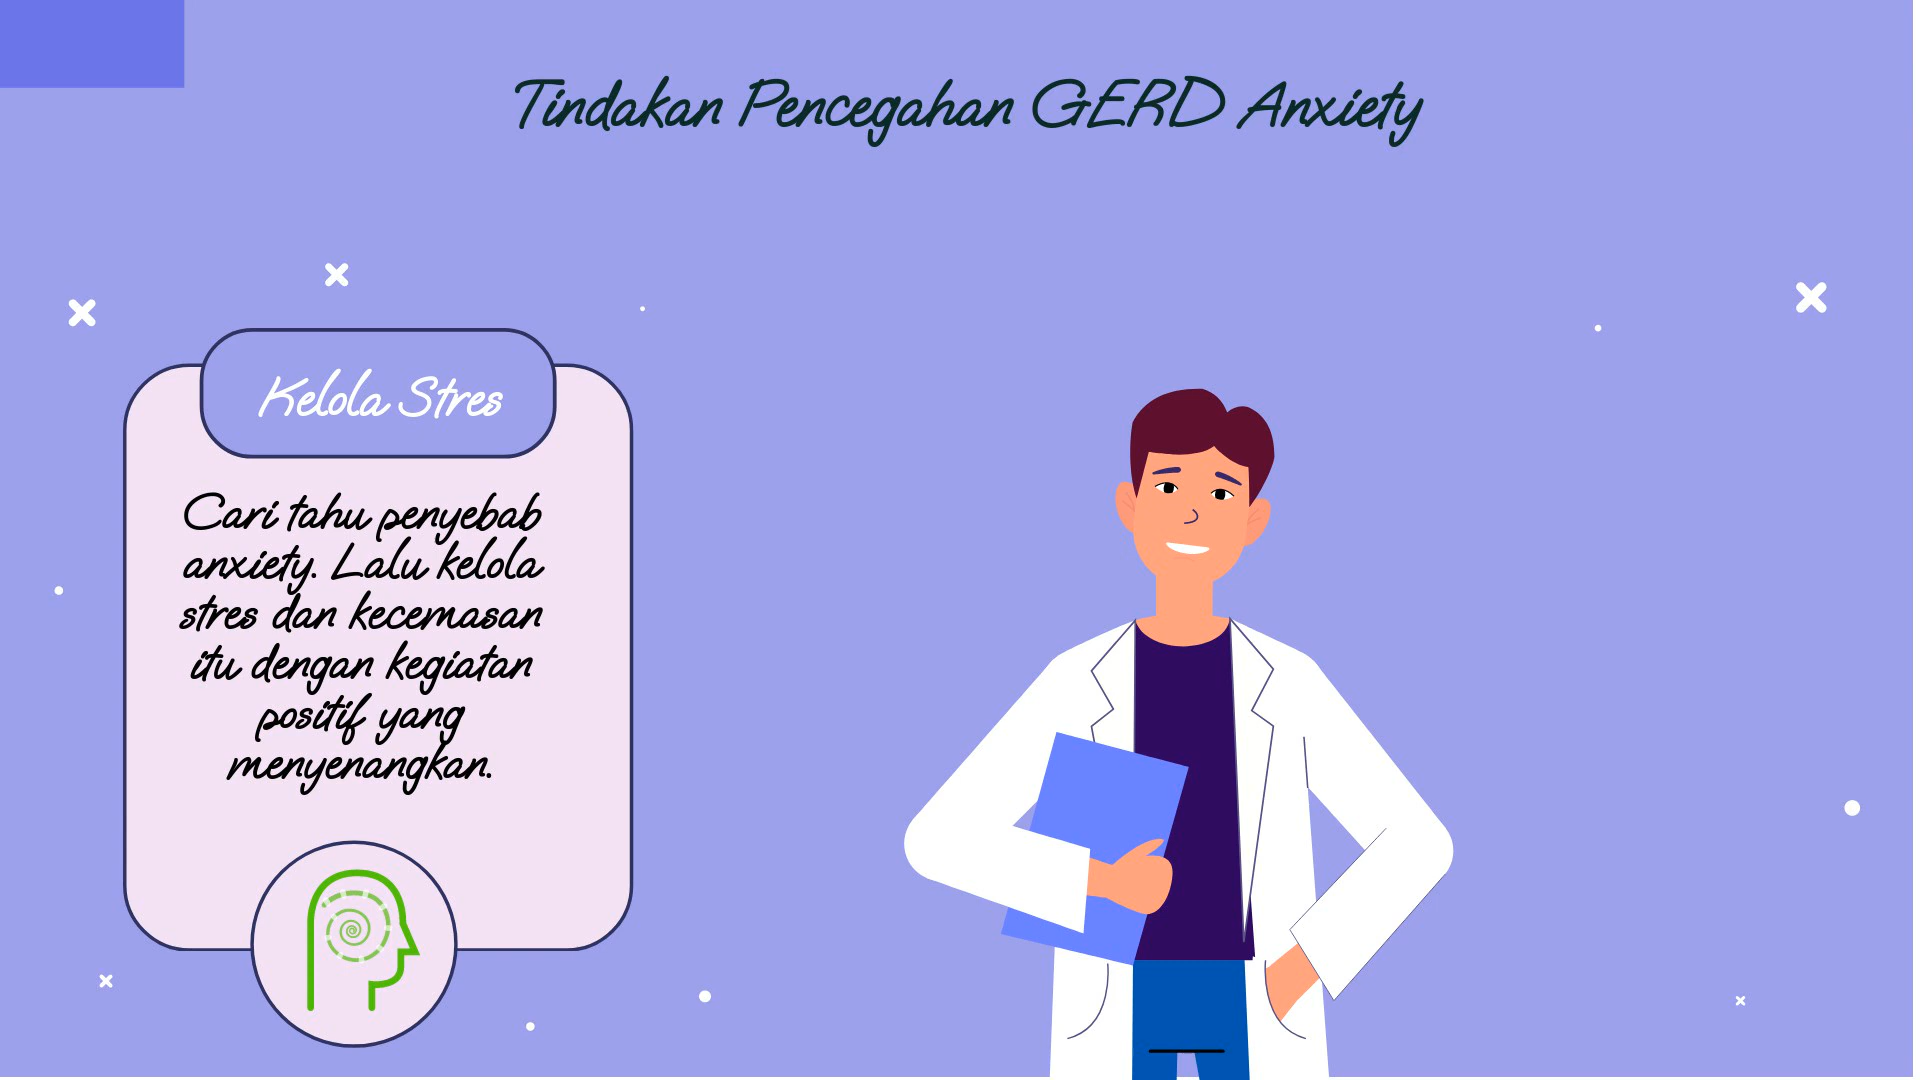 Tindakan Pencegahan GERD Anxiety
Kelola Stres
Cari tahu penyebab
anxiety. Lalu kelola
stres dan kecemasan
itu dengan kegiatan
positif yang
menyenangkan.